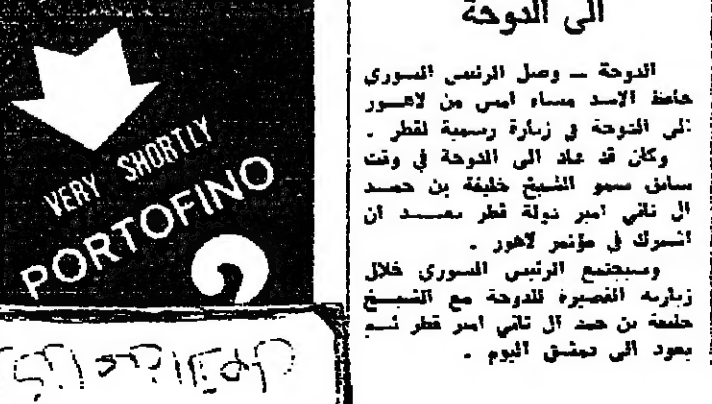 VERY SHORTLY
PORTOFINO
الى الدوحة
الدوحة — وصل الرئيس السوري
حافظ الاسد مساء امس من لاهور
الى الدوحة في زيارة رسمية لقطر .
وكان قد عاد الى الدوحة في وقت
سابق سمو الشيخ خليفة بن حمد
ال ثاني امير دولة قطر بعد ان
اشترك في مؤتمر لاهور .
وسيجتمع الرئيس السوري خلال
زيارته القصيرة للدوحة مع الشيخ
خليفة بن حمد ال ثاني امير قطر ثم
يعود الى دمشق اليوم .